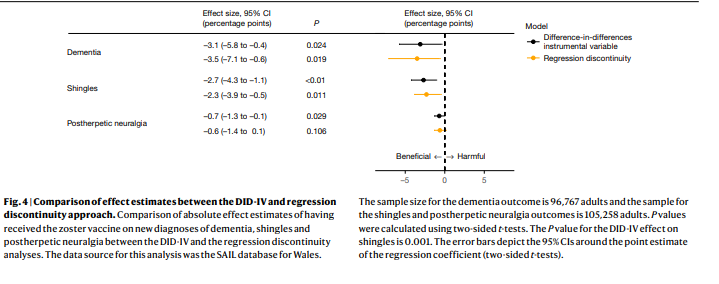 Effect size, 95% CI
(percentage points)
P
Effect size, 95% CI
(percentage points)
Model
Difference-in-differences
instrumental variable
Regression discontinuity
Dementia
–3.1 (–5.8 to –0.4) 0.024
–3.5 (–7.1 to –0.6) 0.019
Shingles
–2.7 (–4.3 to –1.1) <0.01
–2.3 (–3.9 to –0.5) 0.011
Postherpetic neuralgia
–0.7 (–1.3 to –0.1) 0.029
–0.6 (–1.4 to 0.1) 0.106
Beneficial ← → Harmful
–5 0 5
Fig. 4 | Comparison of effect estimates between the DID-IV and regression
discontinuity approach. Comparison of absolute effect estimates of having
received the zoster vaccine on new diagnoses of dementia, shingles and
postherpetic neuralgia between the DID-IV and the regression discontinuity
analyses. The data source for this analysis was the SAIL database for Wales.
The sample size for the dementia outcome is 96,767 adults and the sample for
the shingles and postherpetic neuralgia outcomes is 105,258 adults. P values
were calculated using two-sided t-tests. The P value for the DID-IV effect on
shingles is 0.001. The error bars depict the 95% CIs around the point estimate
of the regression coefficient (two-sided t-tests).